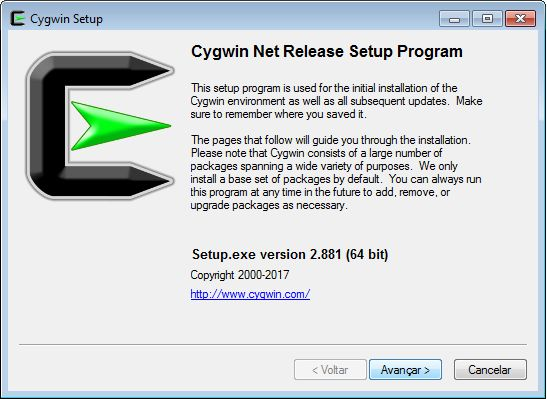 Cygwin Setup
Cygwin Net Release Setup Program
This setup program is used for the initial installation of the
Cygwin environment as well as all subsequent updates. Make
sure to remember where you saved it.
The pages that follow will guide you through the installation.
Please note that Cygwin consists of a large number of
packages spanning a wide variety of purposes. We only
install a base set of packages by default. You can always run
this program at any time in the future to add, remove, or
upgrade packages as necessary.
Setup.exe version 2.881 (64 bit)
Copyright 2000-2017
http://www.cygwin.com/
< Voltar
Avançar >
Cancelar